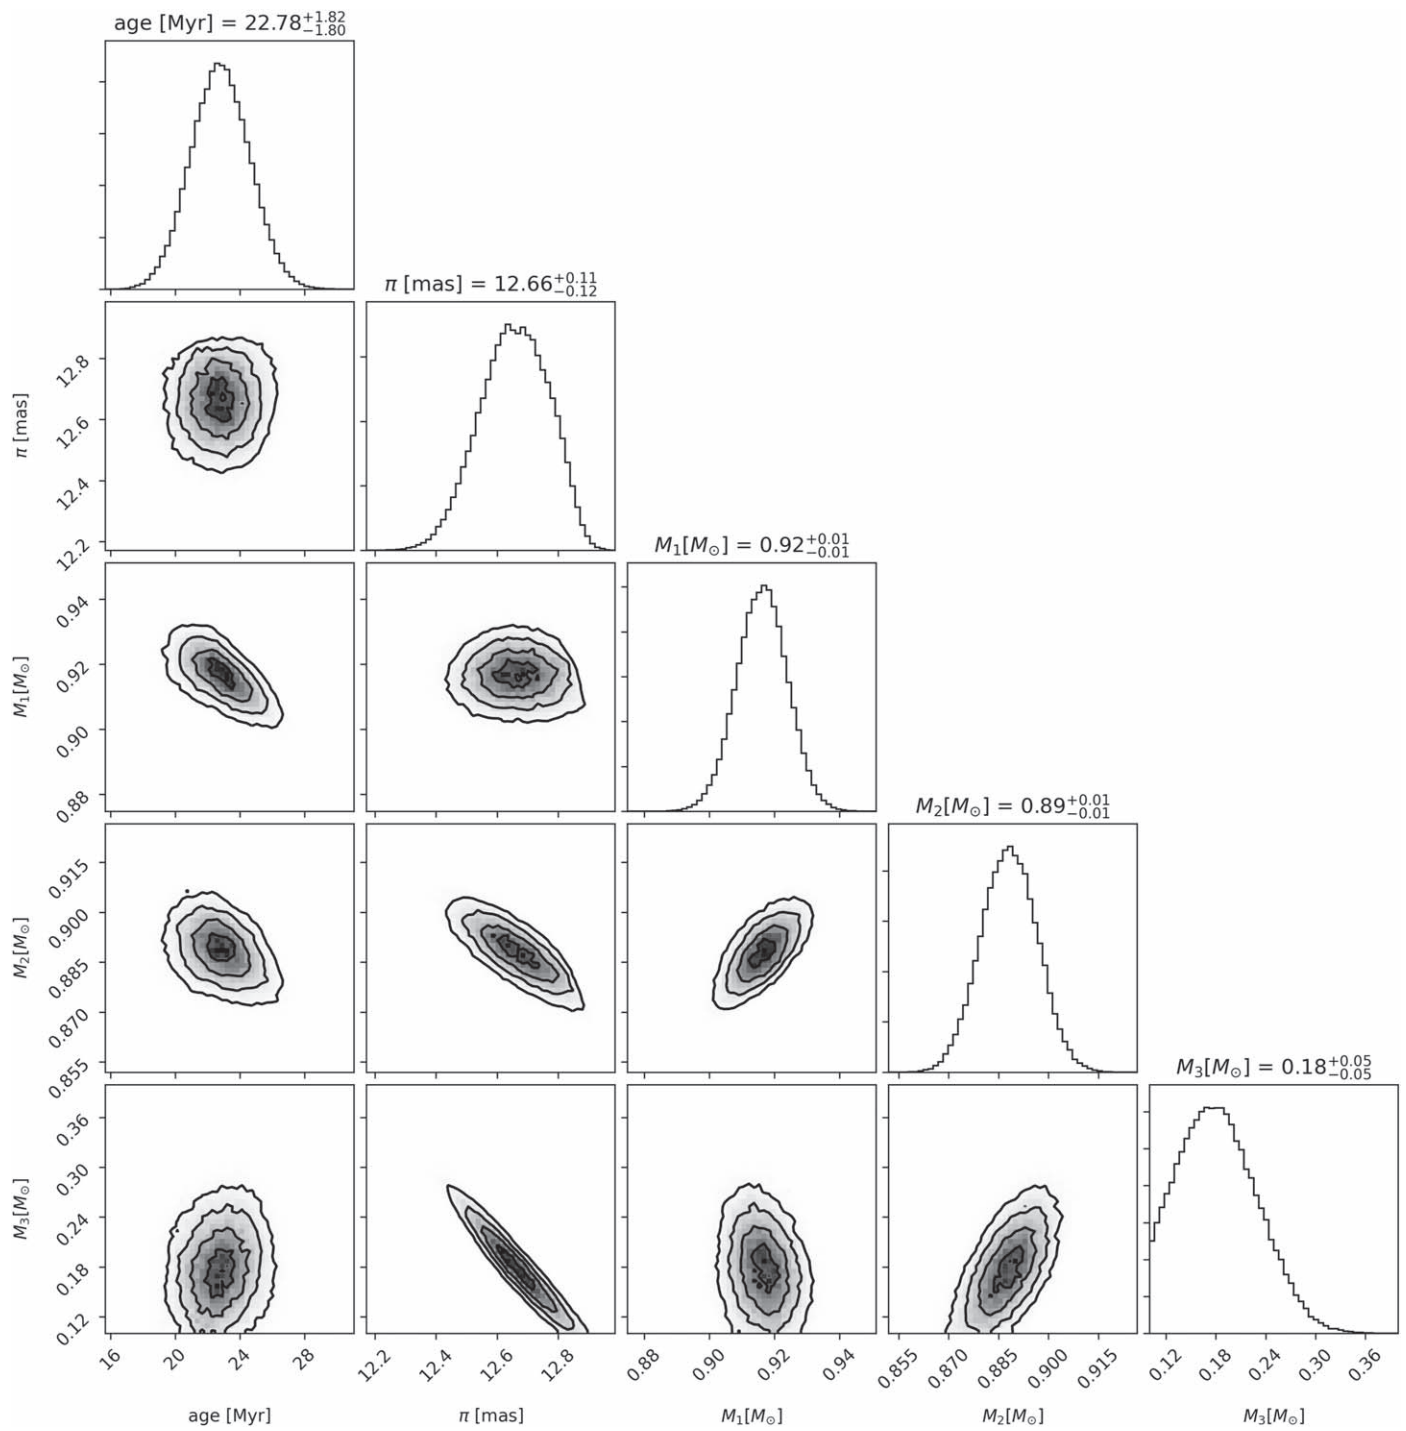 age [Myr] = 22.78^{+1.82}_{-1.80}
π [mas] = 12.66^{+0.11}_{-0.12}
12.8
12.6
12.4
12.2
π [mas]
M₁[M⊙] = 0.92^{+0.01}_{-0.01}
0.94
0.92
0.90
0.88
M₁[M⊙]
M₂[M⊙] = 0.89^{+0.01}_{-0.01}
0.915
0.900
0.885
0.870
0.855
M₂[M⊙]
M₃[M⊙] = 0.18^{+0.05}_{-0.05}
0.36
0.30
0.24
0.18
0.12
M₃[M⊙]
16 20 24 28 12.2 12.4 12.6 12.8 0.88 0.90 0.92 0.94 0.855 0.870 0.885 0.900 0.915 0.12 0.18 0.24 0.30 0.36
age [Myr] π [mas] M₁[M⊙] M₂[M⊙] M₃[M⊙]